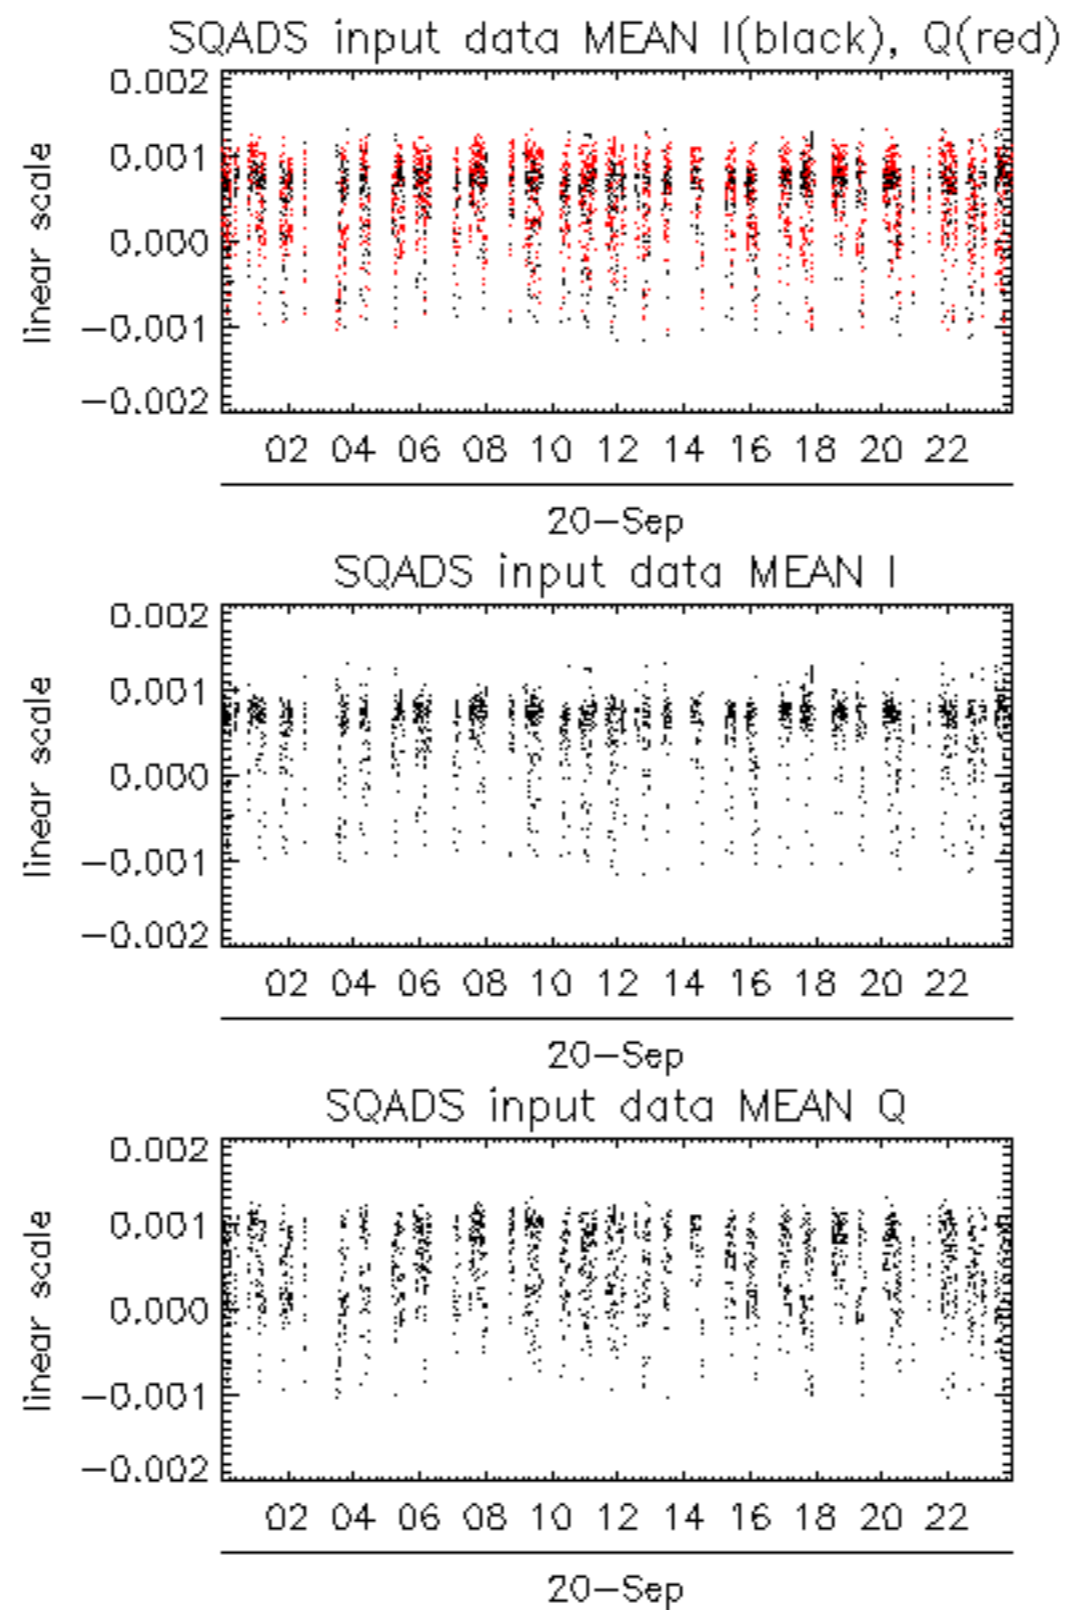 SQADS input data MEAN I(black), Q(red)
linear scale
0.002
0.001
0.000
−0.001
−0.002
02 04 06 08 10 12 14 16 18 20 22
20−Sep
SQADS input data MEAN I
linear scale
0.002
0.001
0.000
−0.001
−0.002
02 04 06 08 10 12 14 16 18 20 22
20−Sep
SQADS input data MEAN Q
linear scale
0.002
0.001
0.000
−0.001
−0.002
02 04 06 08 10 12 14 16 18 20 22
20−Sep